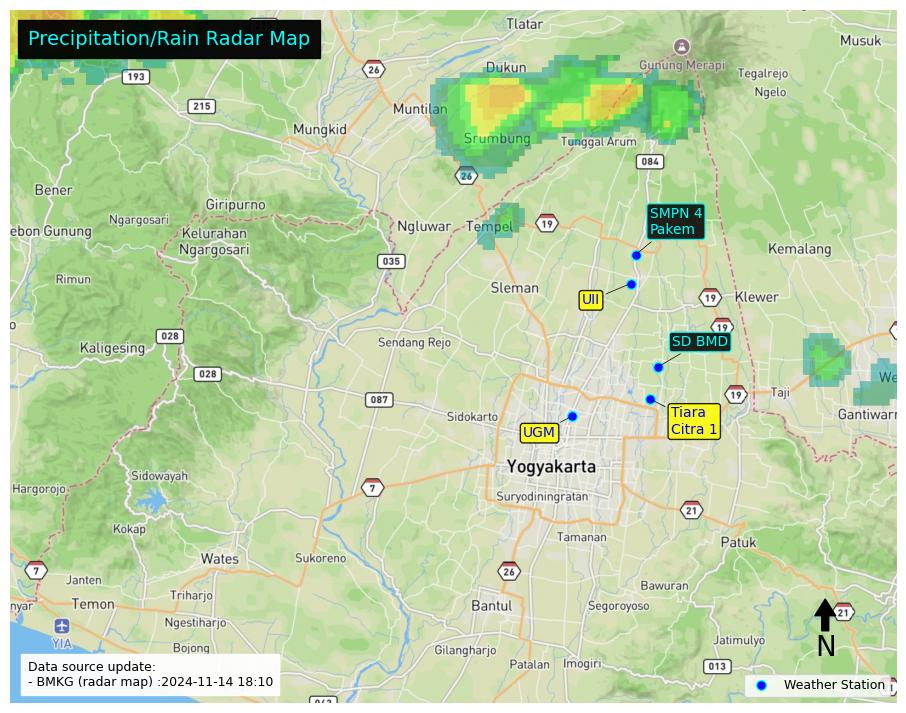 Precipitation/Rain Radar Map
Tlatar
Musuk
26
Dukun
Gunung Merapi
193
Tegalrejo
Ngelo
215
Muntilan
Mungkid
Srumbung
Tunggal Arum
084
26
Bener
Giripurno
Ngargosari
SMPN 4
Pakem
ebon Gunung
Kelurahan
Ngargosari
Ngluwar
Tempel
19
Kemalang
035
Rimun
Sleman
UII
19
Klewer
19
028
Kaligesing
Sendang Rejo
SD BMD
028
087
19
Taji
We
Sidokarto
Tiara
Citra 1
Gantiwarn
UGM
Yogyakarta
Sidowayah
Hargorojo
7
Suryodiningratan
21
Kokap
Tamanan
Patuk
Wates
Sukoreno
7
26
Janten
Bawuran
nyar
Temon
Triharjo
Bantul
Segoroyoso
21
Ngestiharjo
YIA
Jatimulyo
N
Bojong
Gilangharjo
Data source update:
- BMKG (radar map) :2024-11-14 18:10
Patalan
Imogiri
013
Weather Station